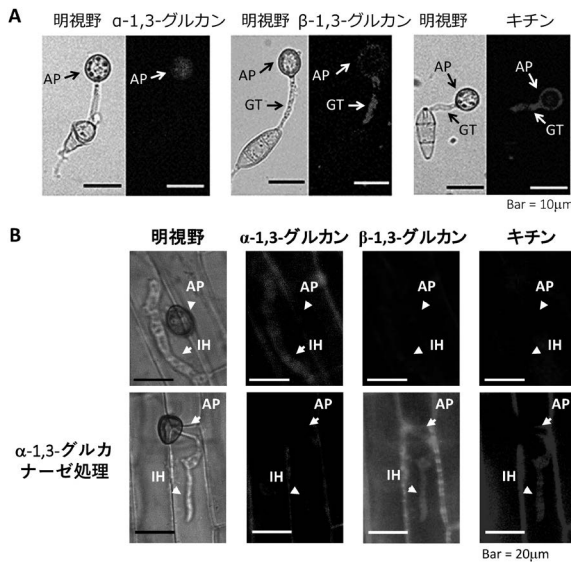 A
明視野 α-1,3-グルカン
明視野 β-1,3-グルカン
明視野 キチン
AP AP
AP AP
GT GT
AP AP
GT GT
Bar = 10μm
B
明視野 α-1,3-グルカン β-1,3-グルカン キチン
AP AP AP AP
IH IH IH IH
α-1,3-グルカ
ナーゼ処理
AP AP AP AP
IH IH IH IH
Bar = 20μm